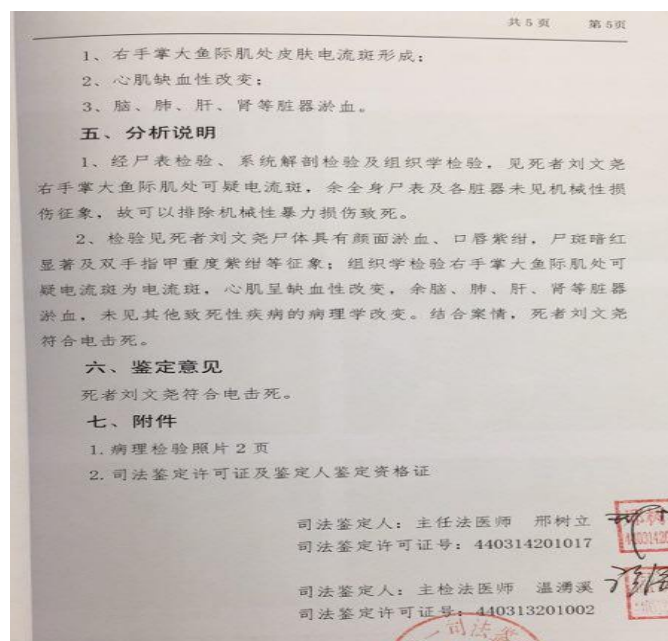 共 5 页 第 5页
1、右手掌大鱼际肌处皮肤电流斑形成；
2、心肌缺血性改变；
3、脑、肺、肝、肾等脏器淤血。
五、分析说明
1、经尸表检验、系统解剖检验及组织学检验，见死者刘文尧
右手掌大鱼际肌处可疑电流斑，余全身尸表及各脏器未见机械性损
伤征象，故可以排除机械性暴力损伤致死。
2、检验见死者刘文尧尸体具有颜面淤血、口唇紫绀，尸斑暗红
显著及双手指甲重度紫绀等征象；组织学检验右手掌大鱼际肌处可
疑电流斑为电流斑，心肌呈缺血性改变，余脑、肺、肝、肾等脏器
淤血，未见其他致死性疾病的病理学改变。结合案情，死者刘文尧
符合电击死。
六、鉴定意见
死者刘文尧符合电击死。
七、附件
1.病理检验照片 2 页
2.司法鉴定许可证及鉴定人鉴定资格证
司法鉴定人：主任法医师 邢树立
司法鉴定许可证号：440314201017
司法鉴定人：主检法医师 温湧溪
司法鉴定许可证号：440313201002
司法鉴